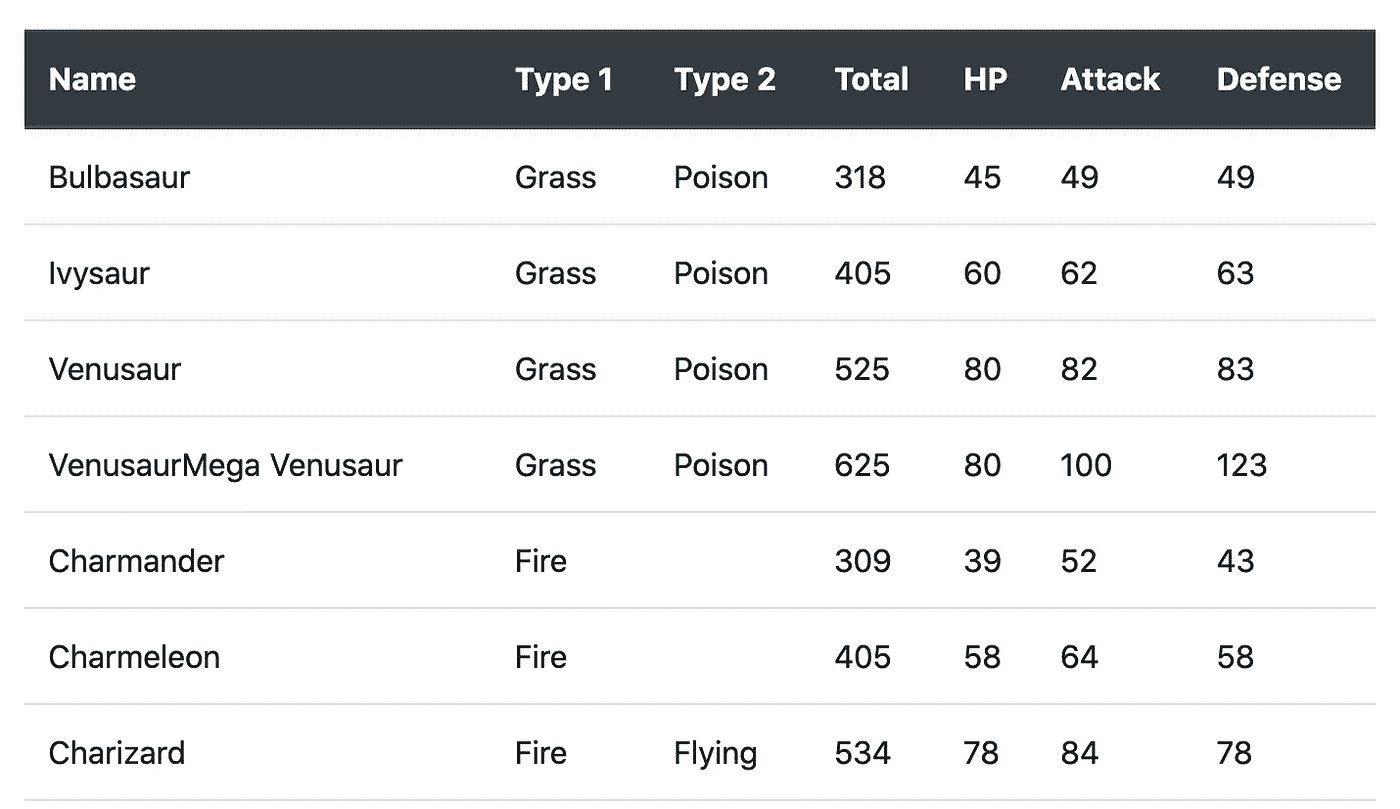 Name Type 1 Type 2 Total HP Attack Defense
Bulbasaur Grass Poison 318 45 49 49
Ivysaur Grass Poison 405 60 62 63
Venusaur Grass Poison 525 80 82 83
VenusaurMega Venusaur Grass Poison 625 80 100 123
Charmander Fire 309 39 52 43
Charmeleon Fire 405 58 64 58
Charizard Fire Flying 534 78 84 78